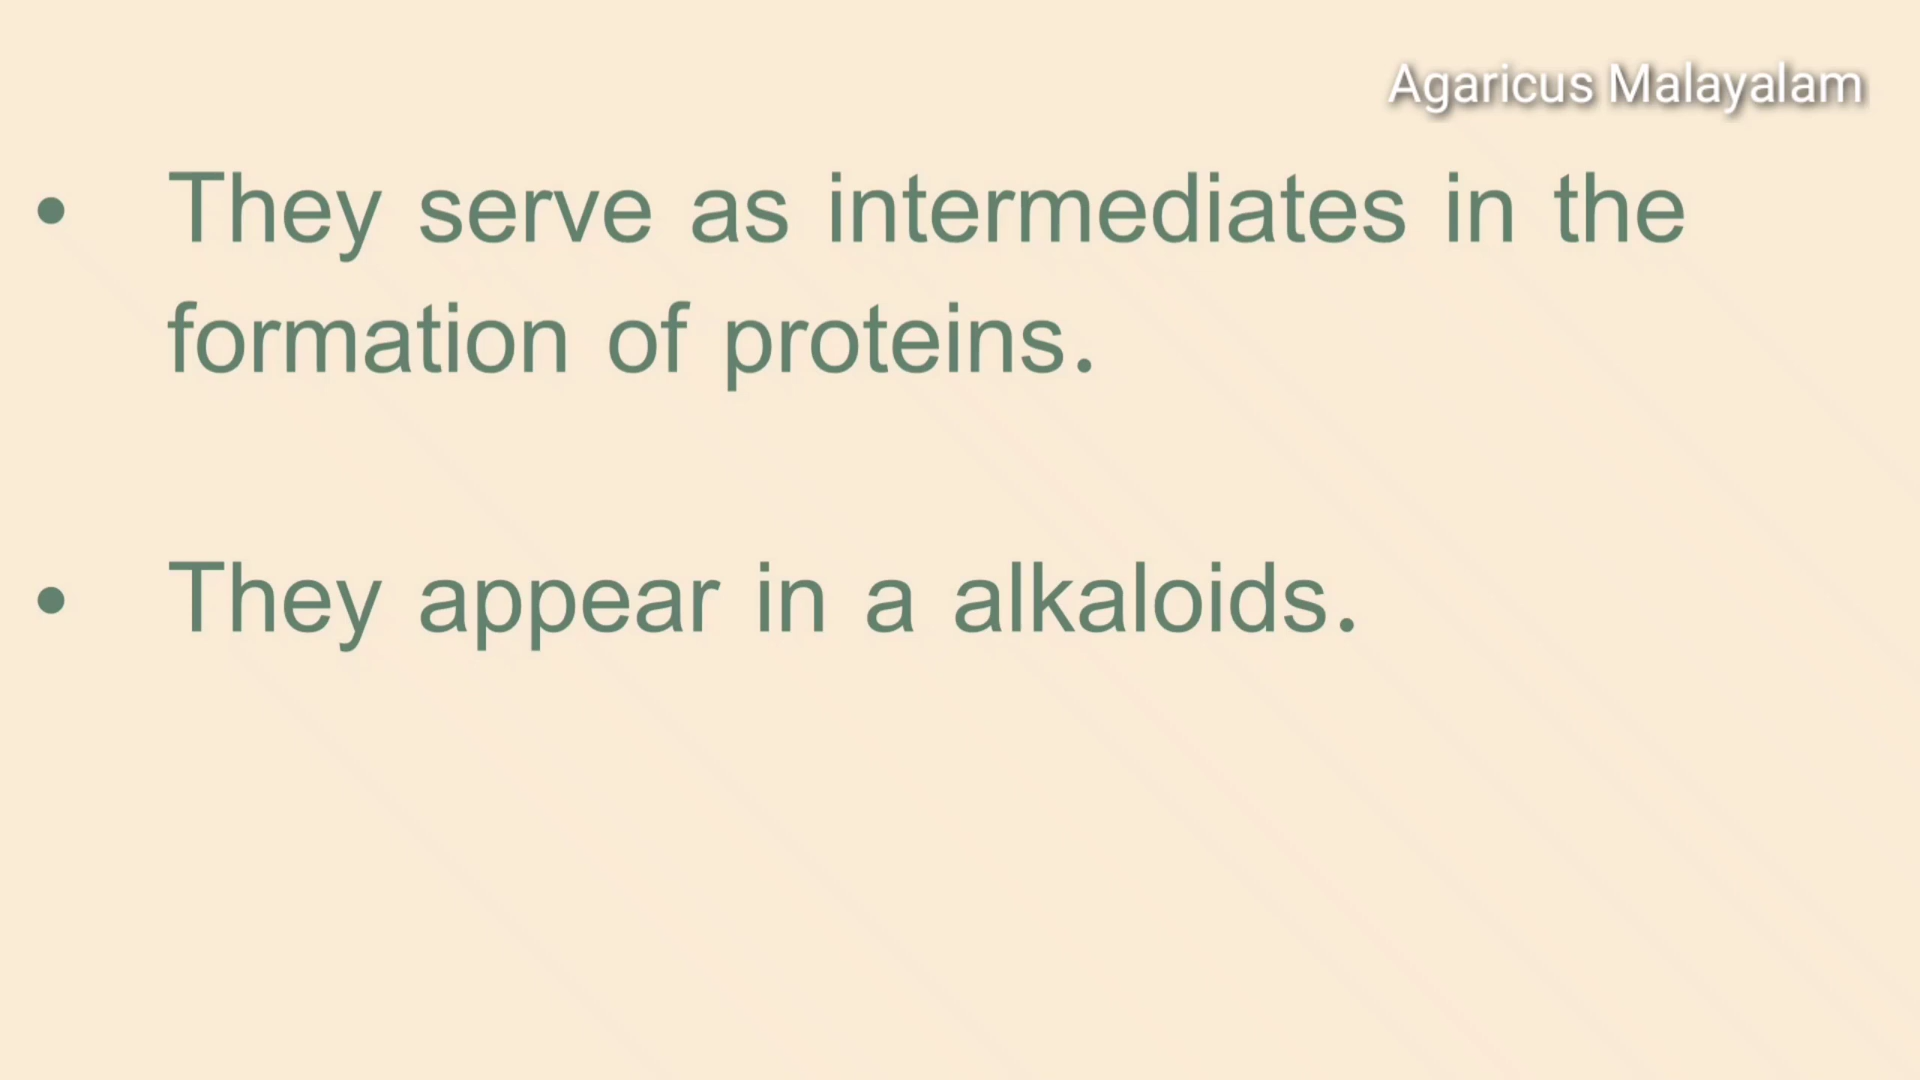 Agaricus Malayalam
• They serve as intermediates in the
formation of proteins.
• They appear in a alkaloids.